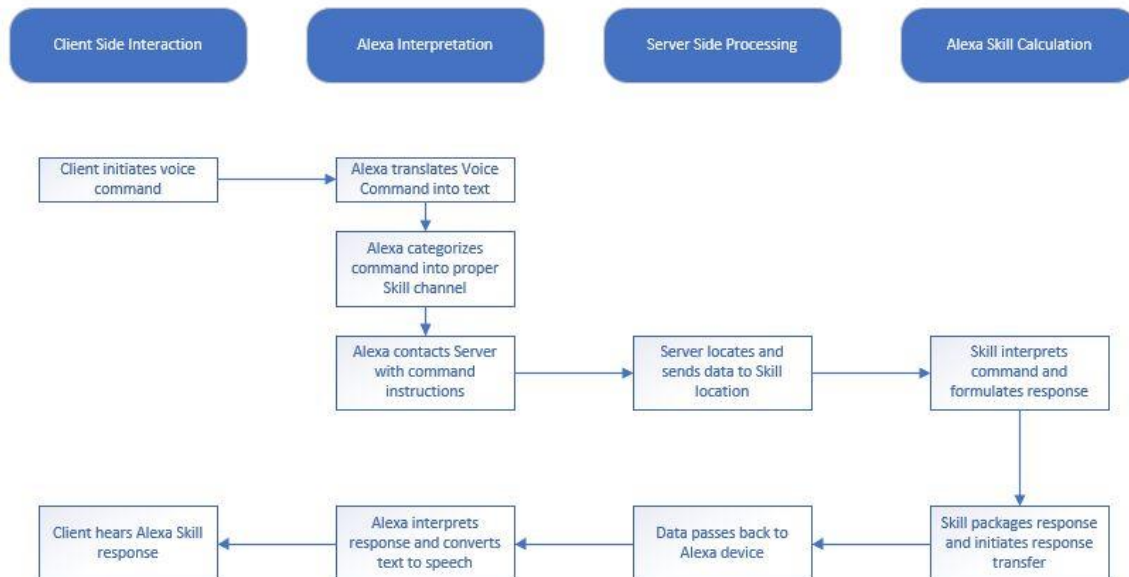 Client Side Interaction
Alexa Interpretation
Server Side Processing
Alexa Skill Calculation
Client initiates voice
command
Alexa translates Voice
Command into text
Alexa categorizes
command into proper
Skill channel
Alexa contacts Server
with command
instructions
Server locates and
sends data to Skill
location
Skill interprets
command and
formulates response
Client hears Alexa Skill
response
Alexa interprets
response and converts
text to speech
Data passes back to
Alexa device
Skill packages response
and initiates response
transfer